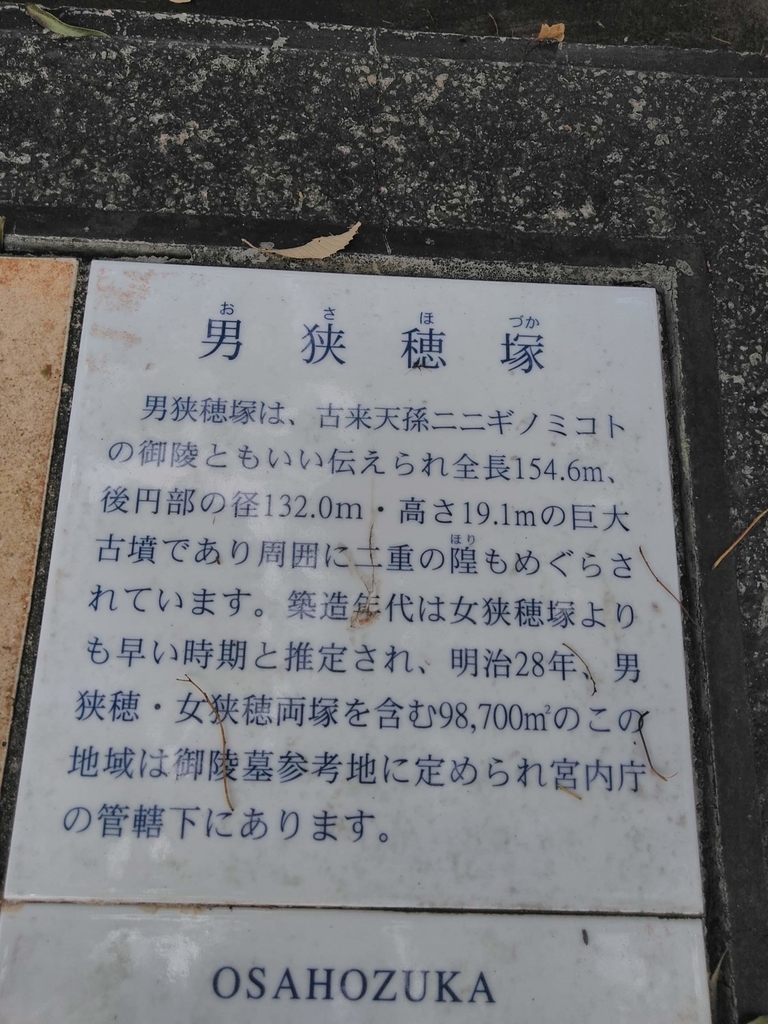 お さ ほ づか
男狭穂塚
男狭穂塚は、古来天孫ニニギノミコト
の御陵ともいい伝えられ全長154.6m、
後円部の径132.0m・高さ19.1mの巨大
ほり
古墳であり周囲に二重の隍もめぐらさ
れています。築造年代は女狭穂塚より
も早い時期と推定され、明治28年、男
狭穂・女狭穂両塚を含む98,700㎡のこの
地域は御陵墓参考地に定められ宮内庁
の管轄下にあります。
OSAHOZUKA